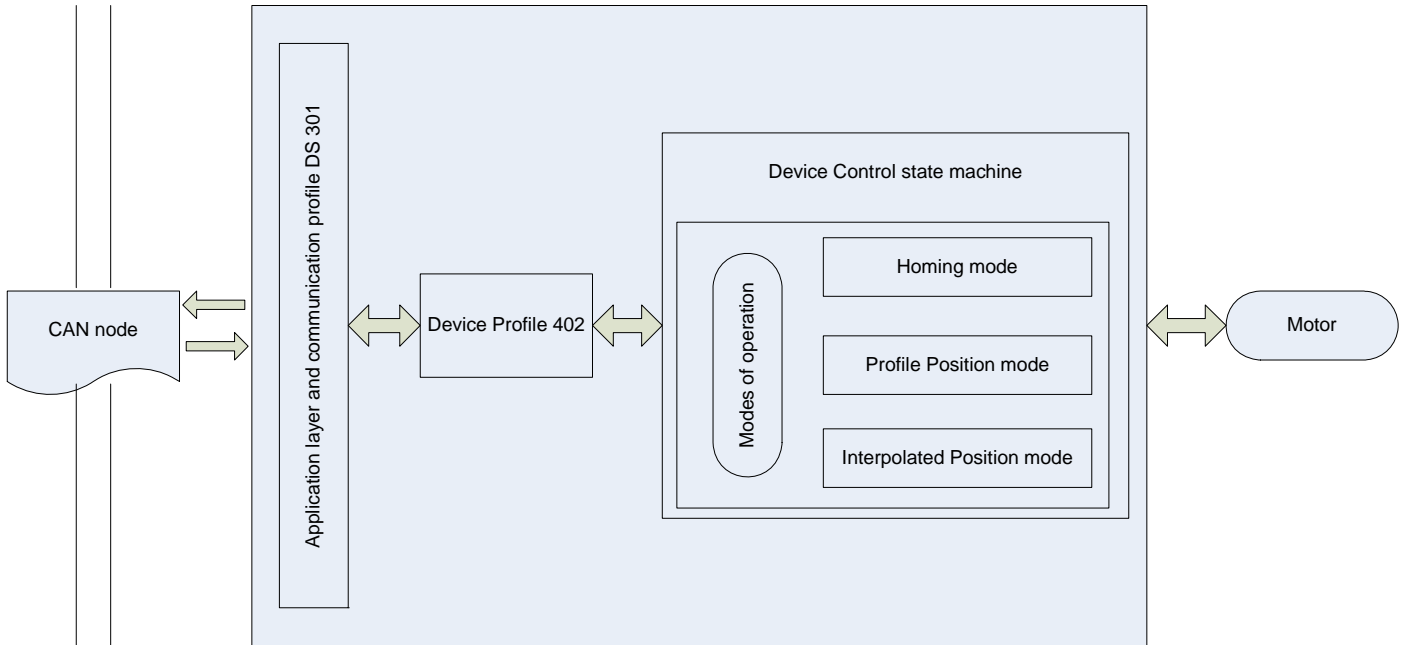 CAN node
Application layer and communication profile DS 301
Device Profile 402
Device Control state machine
Modes of operation
Homing mode
Profile Position mode
Interpolated Position mode
Motor